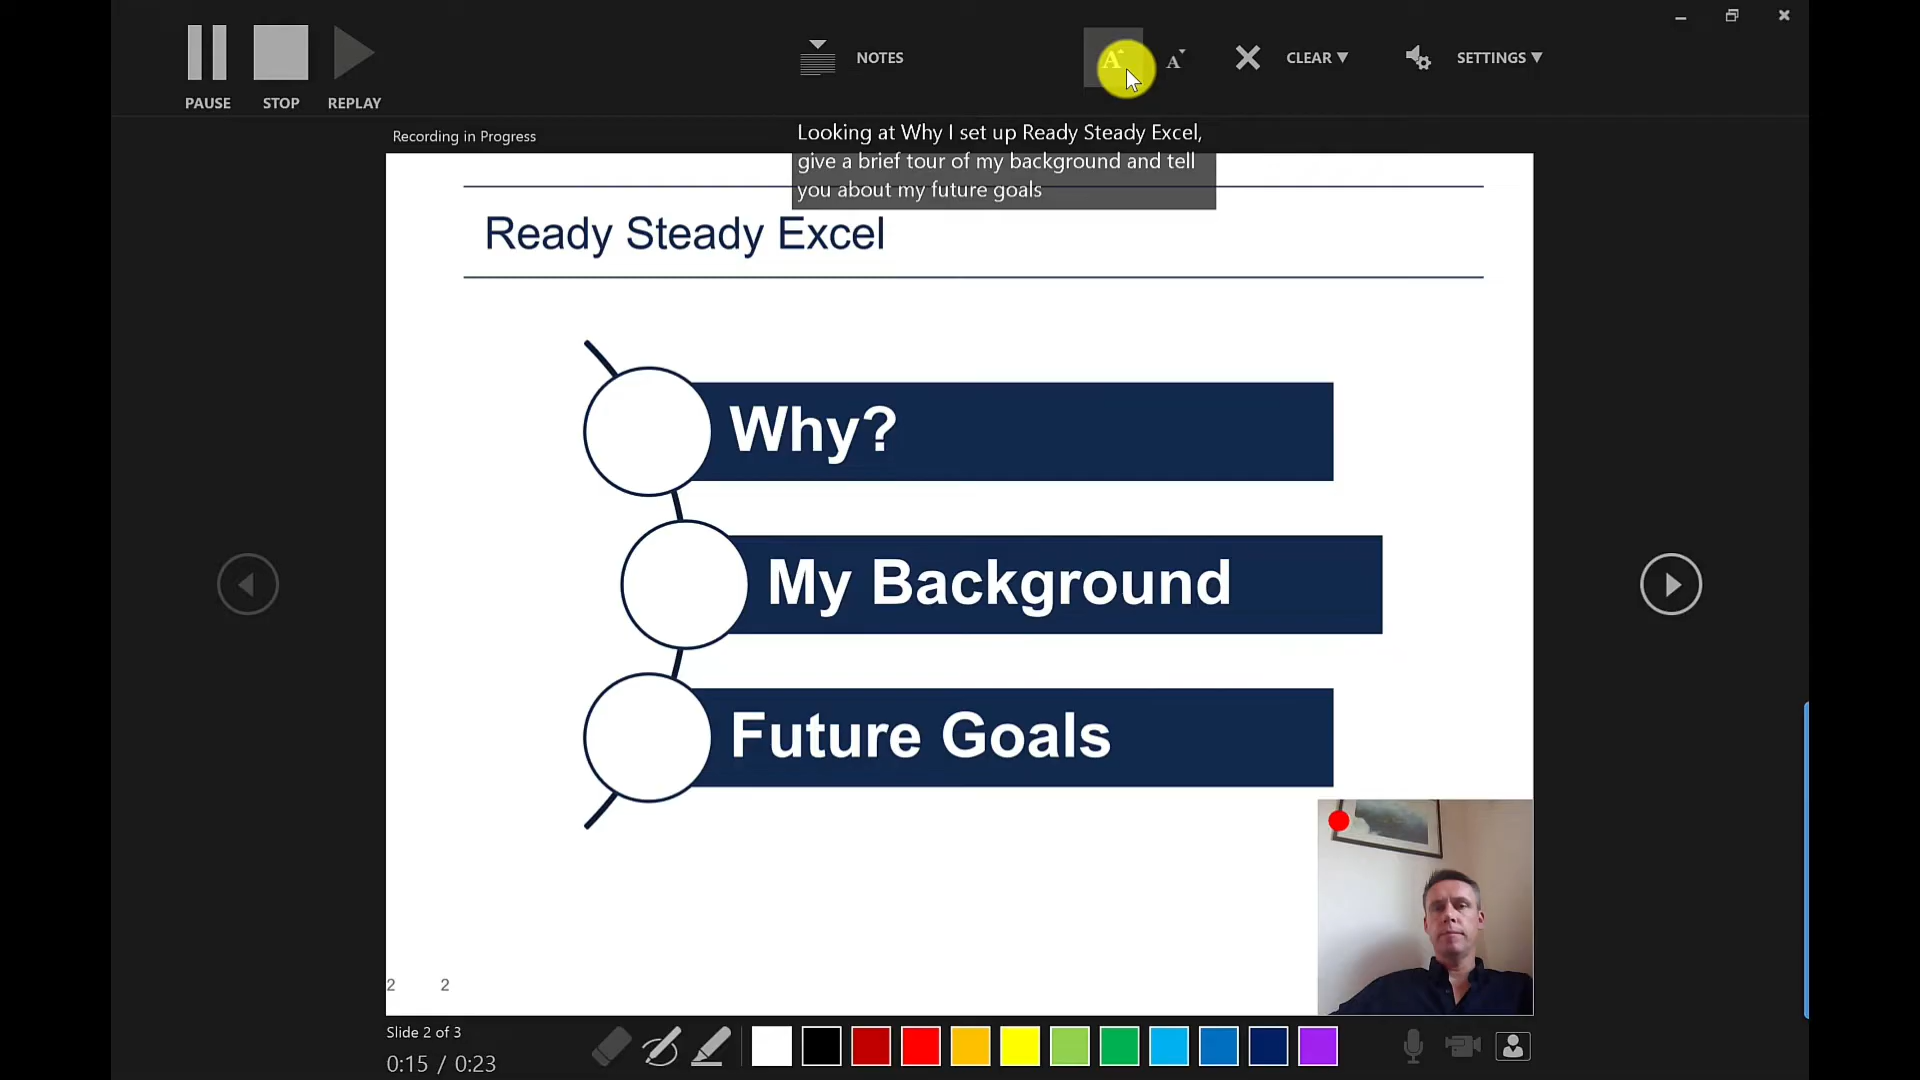 NOTES
A
A
CLEAR
SETTINGS
PAUSE
STOP
REPLAY
Recording in Progress
Looking at Why I set up Ready Steady Excel,
give a brief tour of my background and tell
you about my future goals
Ready Steady Excel
Why?
My Background
Future Goals
2
2
Slide 2 of 3
0:15 / 0:23